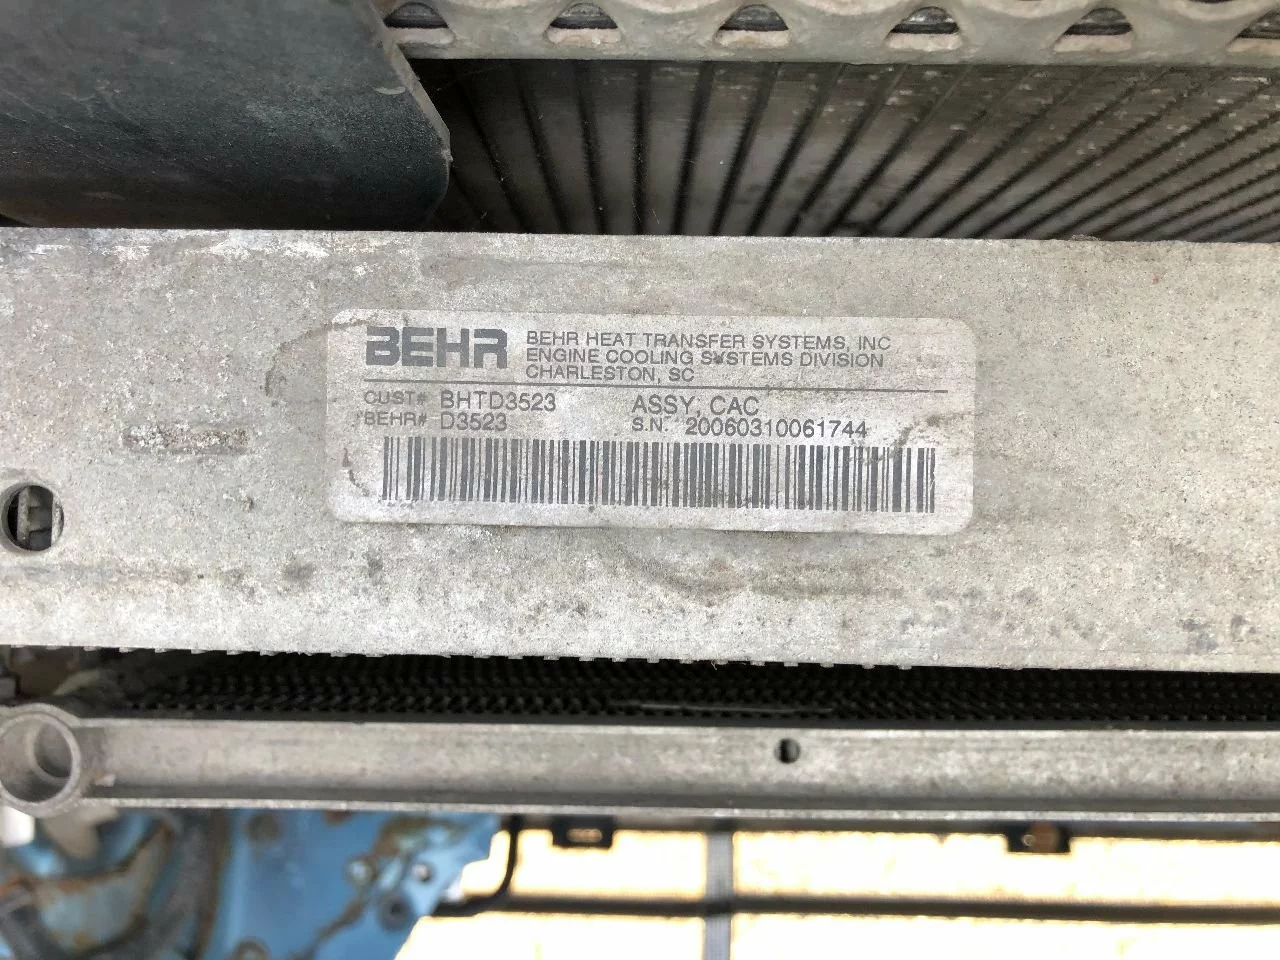 BEHR
BEHR HEAT TRANSFER SYSTEMS, INC
ENGINE COOLING SYSTEMS DIVISION
CHARLESTON, SC
CUST# BHTD3523 ASSY, CAC
BEHR# D3523 S.N. 20060310061744